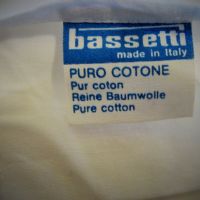 bassetti
made in Italy
PURO COTONE
Pur coton
Reine Baumwolle
Pure cotton